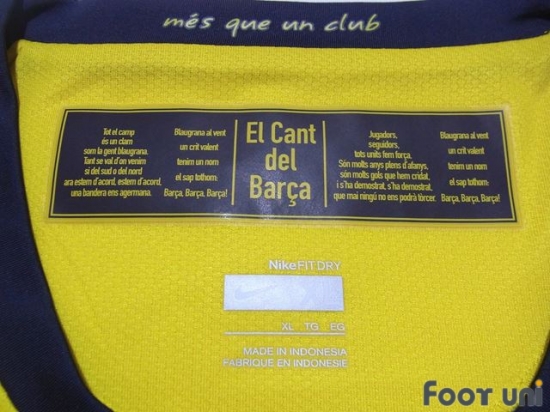 més que un club
Tot el camp
és un clam
som la gent blaugrana.
Tant se val d'on venim
si del sud o del nord
ara estem d'acord, estem d'acord,
una bandera ens agermana.
Blaugrana al vent
un crit valent
tenim un nom
el sap tothom:
Barça, Barça, Barça!
El Cant
del
Barça
Jugadors,
seguidors,
tots units fem força.
Són molts anys plens d'afanys,
són molts gols que hem cridat,
i s'ha demostrat, s'ha demostrat,
que mai ningú no ens podrà tòrcer.
Blaugrana al vent
un crit valent
tenim un nom
el sap tothom:
Barça, Barça, Barça!
NikeFIT DRY
XL TG EG
MADE IN INDONESIA
FABRIQUE EN INDONESIE
Foot uni